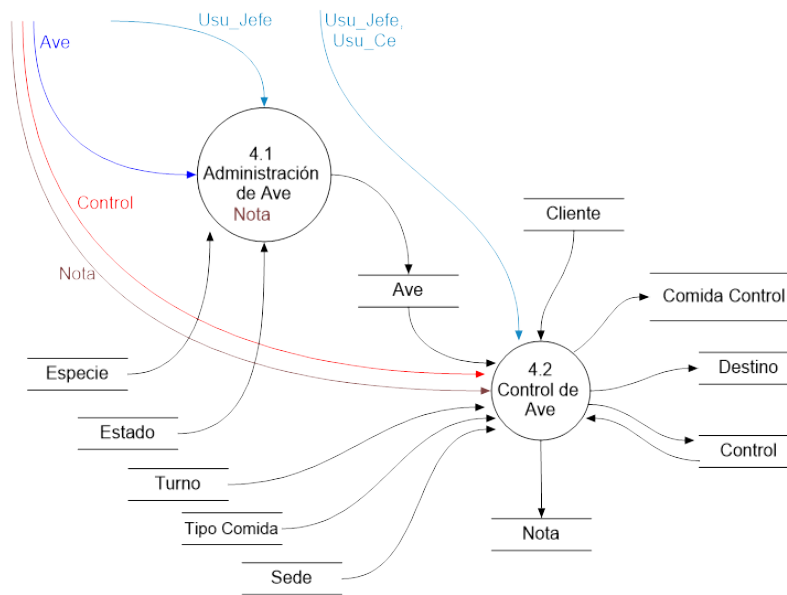 Usu_Jefe
Usu_Jefe,
Usu_Ce
Ave
4.1
Administración
de Ave
Nota
Control
Cliente
Nota
Ave
Comida Control
Especie
4.2
Control de
Ave
Destino
Estado
Control
Turno
Tipo Comida
Nota
Sede